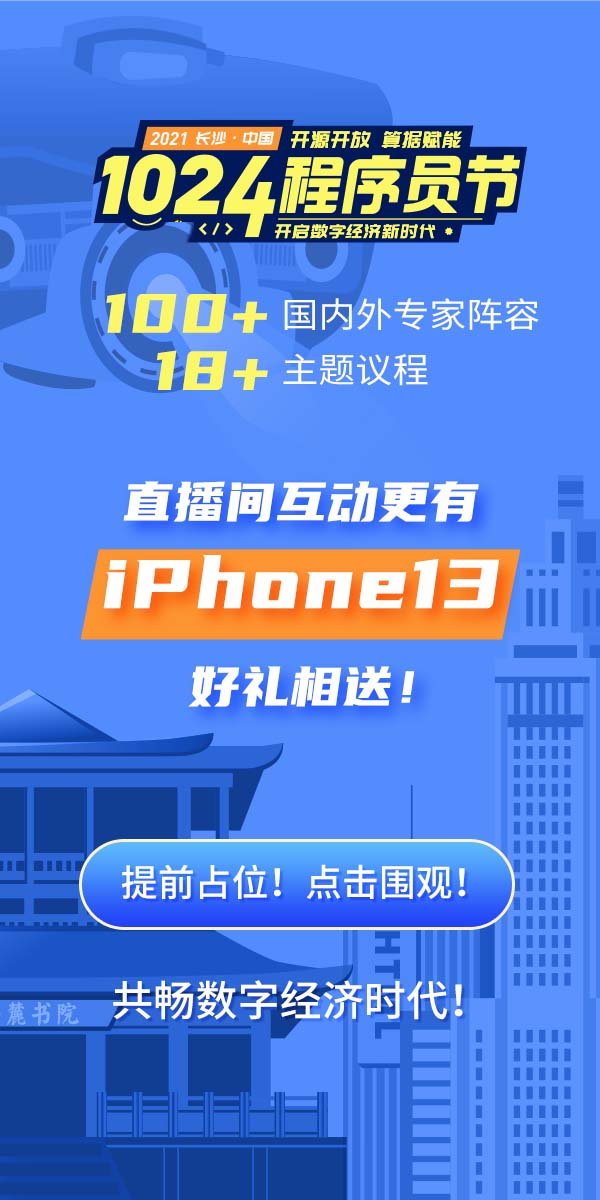 2021 长沙·中国 开源开放 算据赋能
1024程序员节
</> 开启数字经济新时代
100+ 国内外专家阵容
18+ 主题议程
直播间互动更有
iPhone13
好礼相送!
提前占位!点击围观!
HTL
麓书院
共畅数字经济时代!